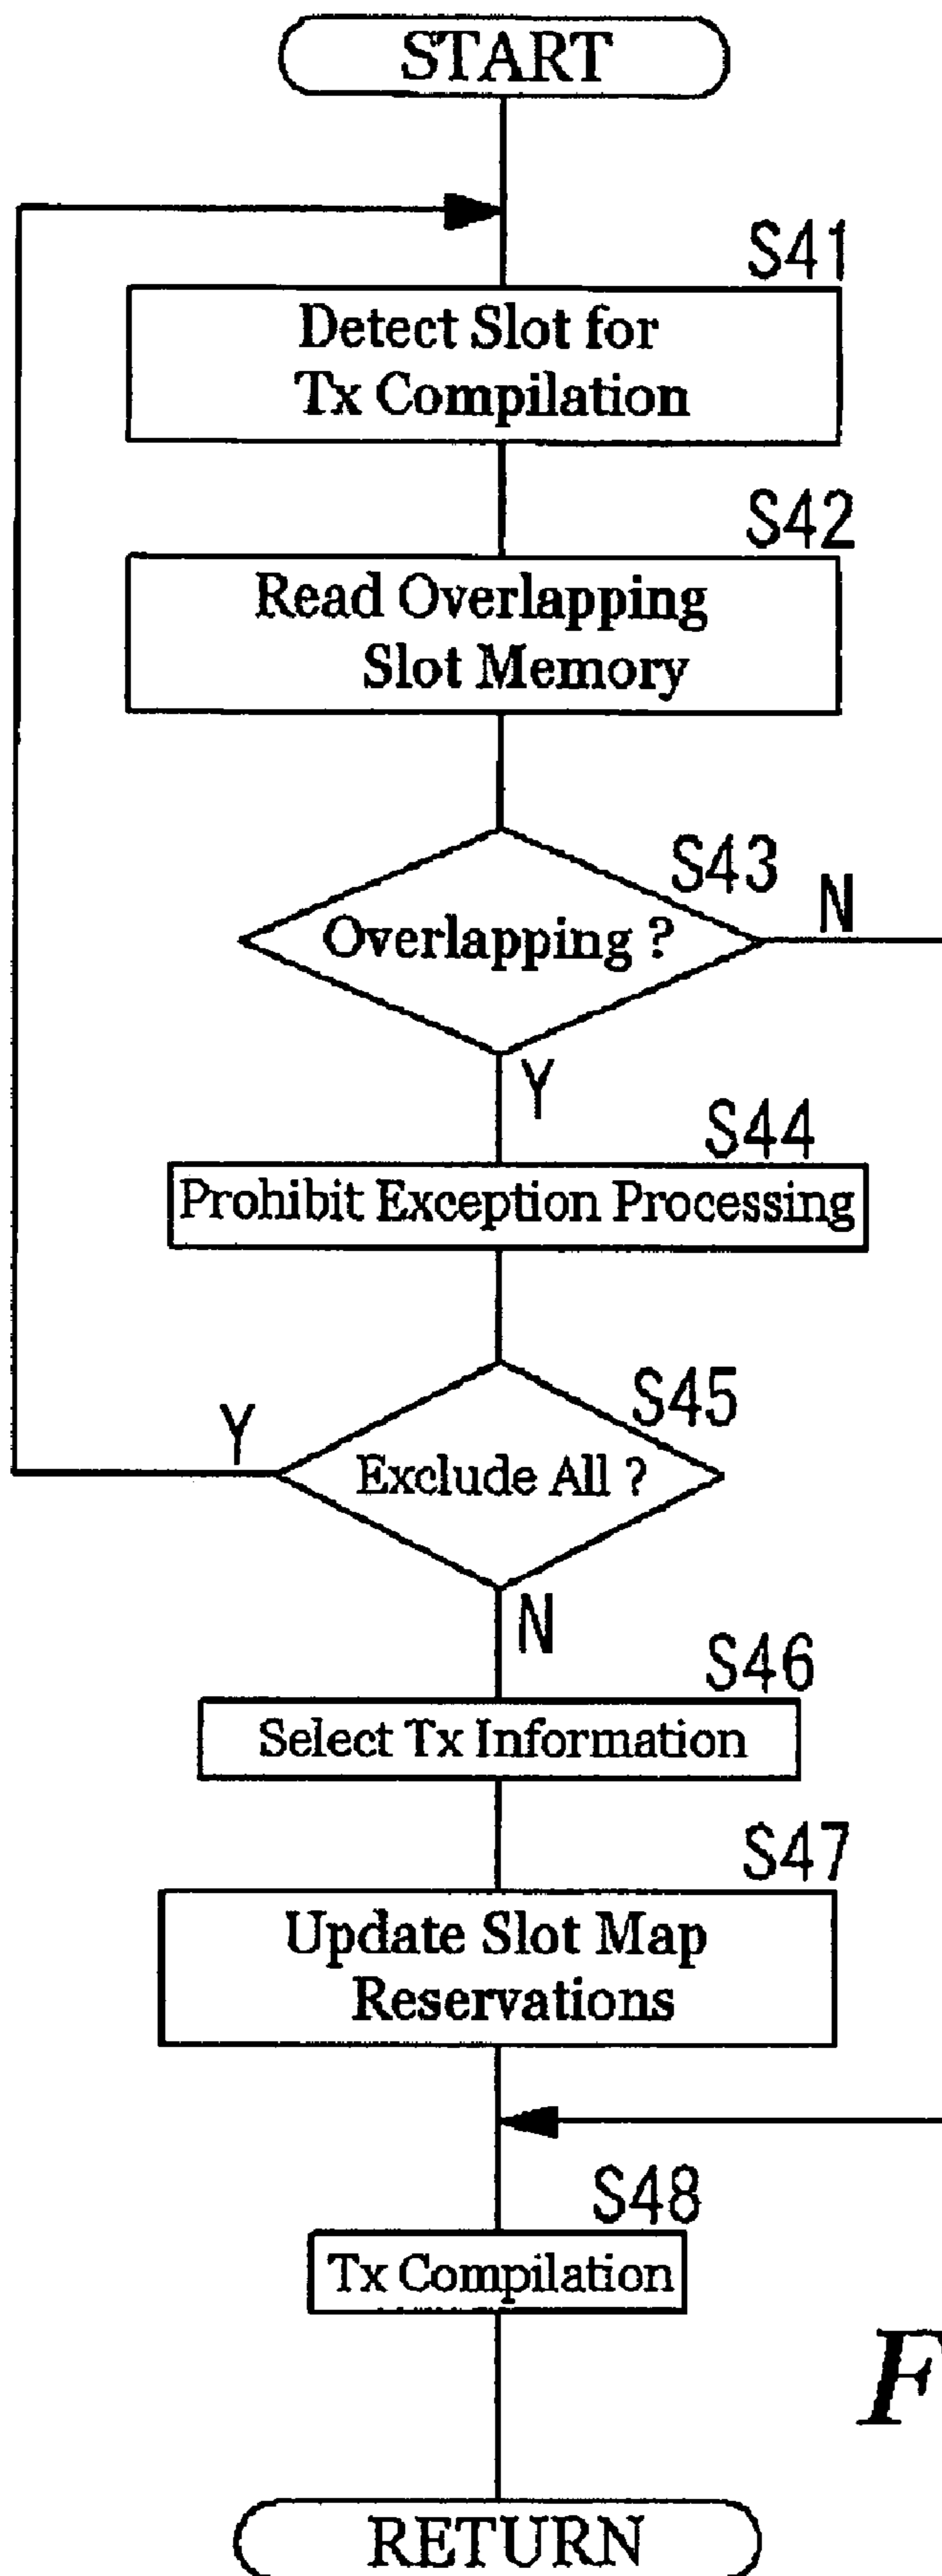 START
S41
Detect Slot for
Tx Compilation
S42
Read Overlapping
Slot Memory
S43
N
Overlapping ?
Y
S44
Prohibit Exception Processing
S45
Y
Exclude All ?
N
S46
Select Tx Information
S47
Update Slot Map
Reservations
S48
Tx Compilation
F
RETURN